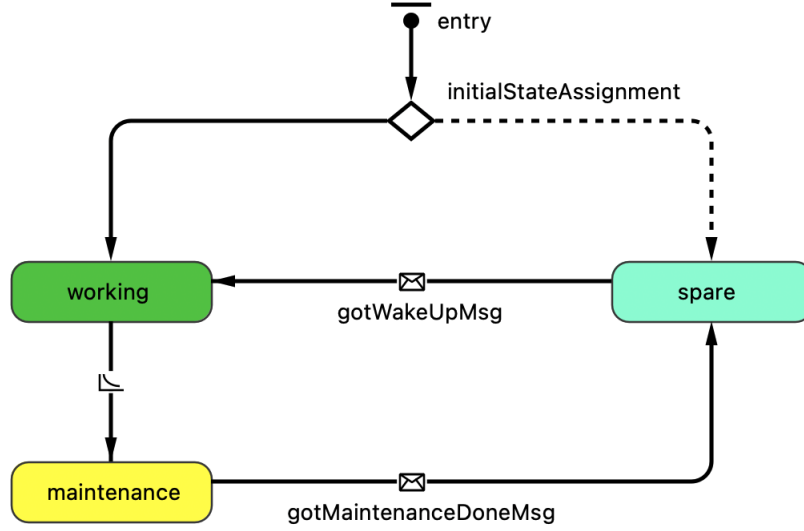 entry
initialStateAssignment
working
spare
gotWakeUpMsg
maintenance
gotMaintenanceDoneMsg